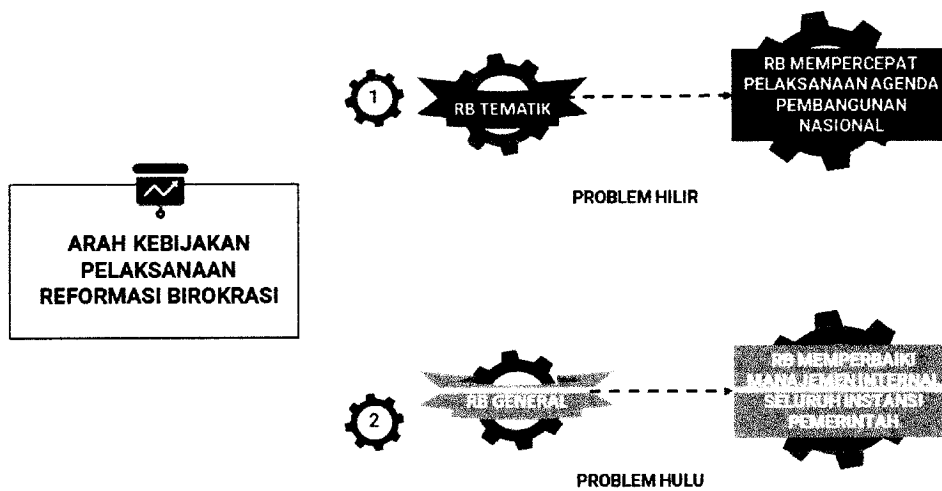 ARAH KEBIJAKAN
PELAKSANAAN
REFORMASI BIROKRASI
1
RB TEMATIK
RB MEMPERCEPAT
PELAKSANAAN AGENDA
PEMBANGUNAN
NASIONAL
PROBLEM HILIR
2
RB GENERAL
RB MEMPERBAIKI
MANAJEMEN INTERNAL
SELURUH INSTANSI
PEMERINTAH
PROBLEM HULU